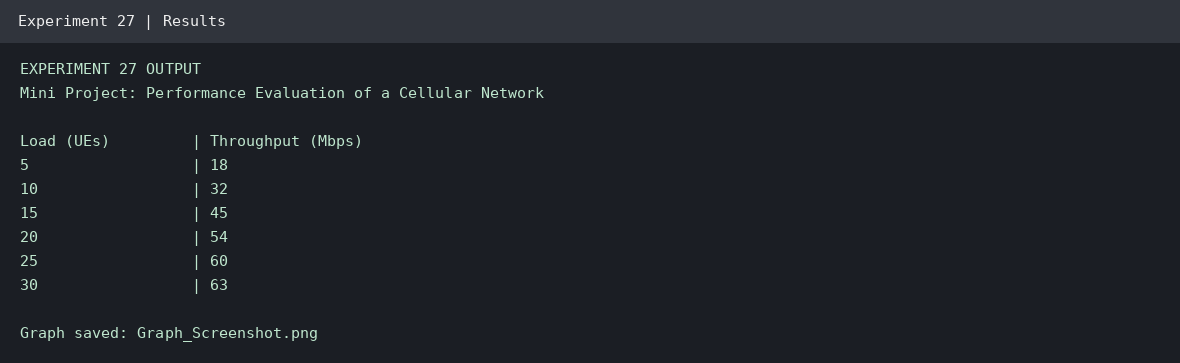 Experiment 27 | Results
EXPERIMENT 27 OUTPUT
Mini Project: Performance Evaluation of a Cellular Network
Load (UEs)         | Throughput (Mbps)
5                  | 18
10                 | 32
15                 | 45
20                 | 54
25                 | 60
30                 | 63
Graph saved: Graph_Screenshot.png